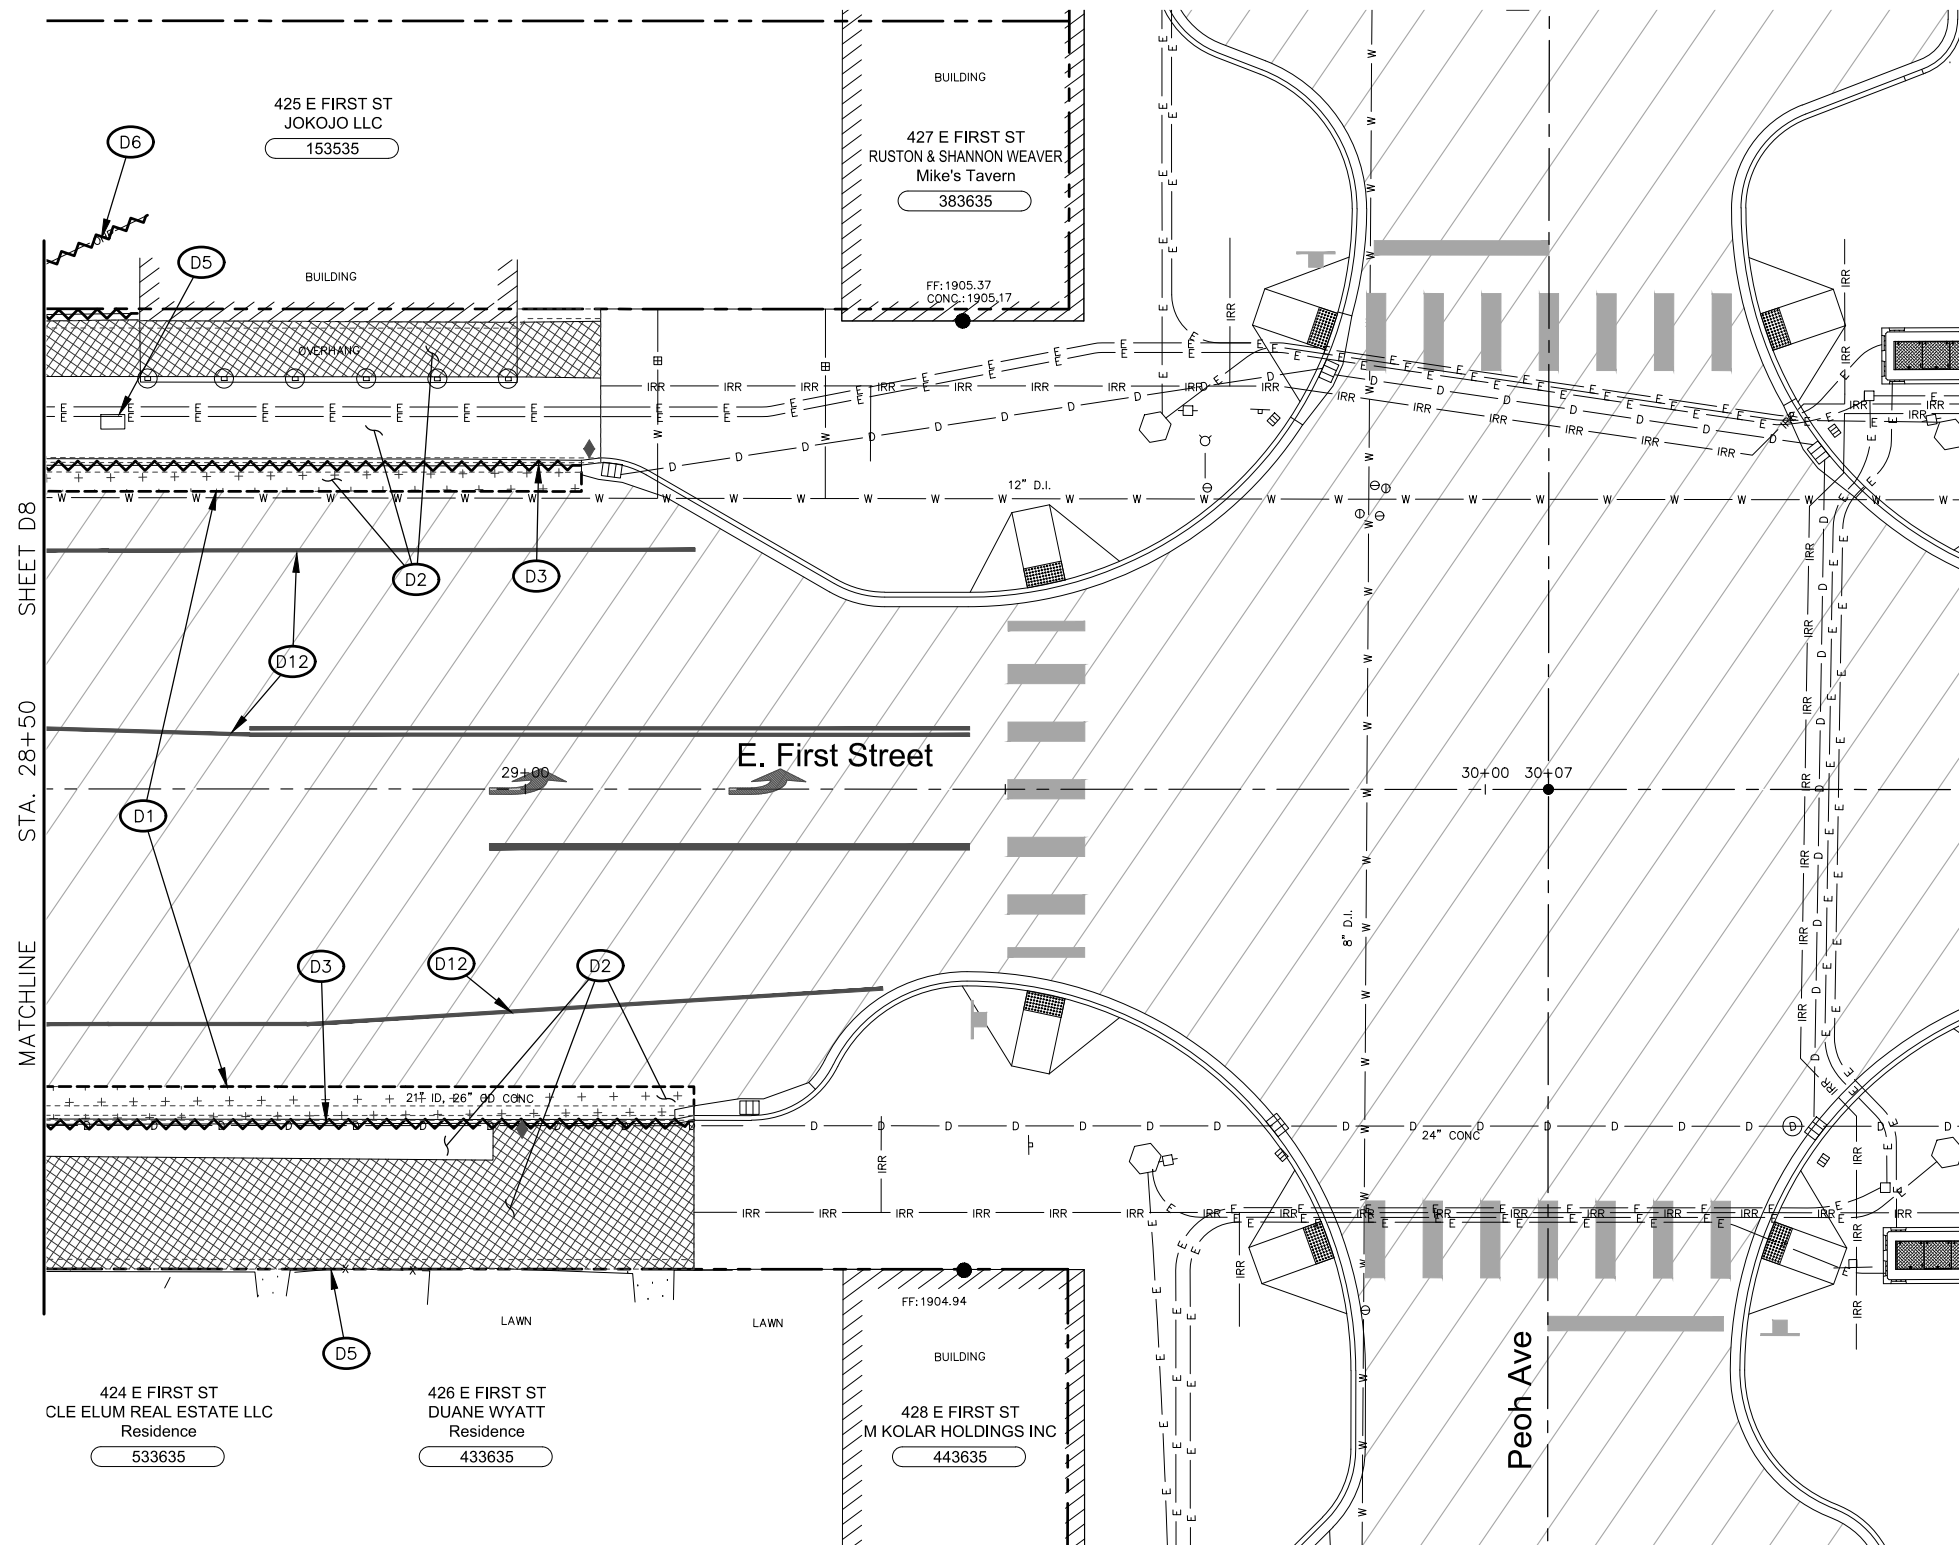 BUILDING
425 E FIRST ST
JOKOJO LLC
153535
D6
427 E FIRST ST
RUSTON & SHANNON WEAVER
Mike's Tavern
383635
D5
BUILDING
FF:1905.37
CONC.:1905.17
OVERHANG
12" D.I.
SHEET D8
D2
D3
D12
STA. 28+50
E. First Street
29+00
30+00
30+07
D1
8" D.I.
MATCHLINE
D3
D12
D2
21" ID, 26" OD CONC
24" CONC
FF:1904.94
LAWN
LAWN
D5
BUILDING
Peoh Ave
424 E FIRST ST
CLE ELUM REAL ESTATE LLC
Residence
533635
426 E FIRST ST
DUANE WYATT
Residence
433635
428 E FIRST ST
M KOLAR HOLDINGS INC
443635